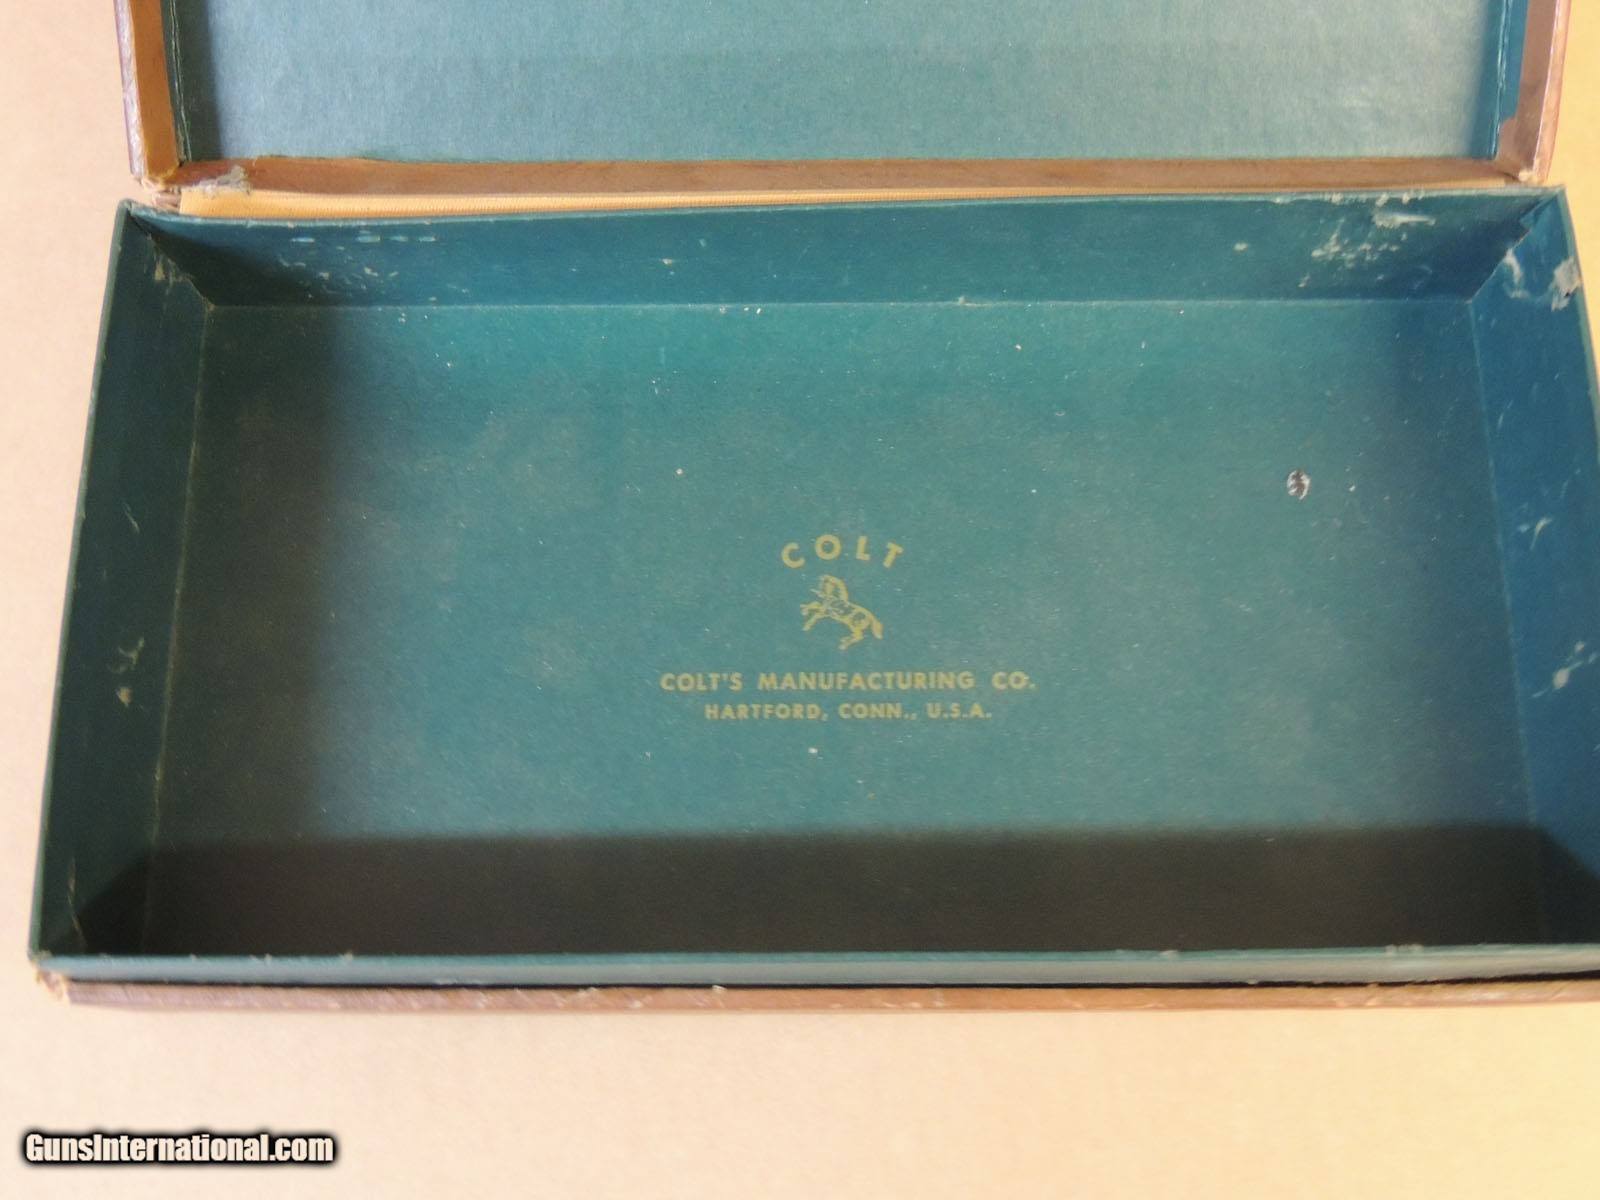 COLT
COLT'S MANUFACTURING CO.
HARTFORD, CONN., U.S.A.
GunsInternational.com